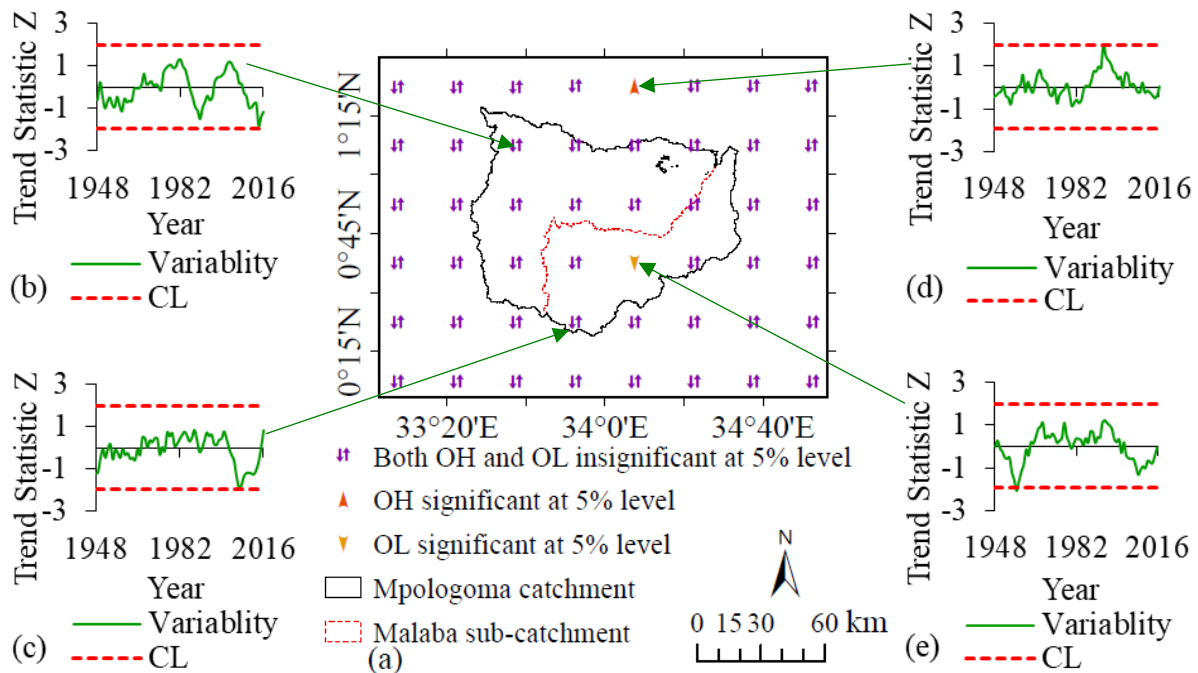 3
1
-1
-3
Trend Statistic Z
1948 1982 2016
Year
Variablity
CL
(b)
3
1
-1
-3
Trend Statistic Z
1948 1982 2016
Year
Variablity
CL
(c)
1°15'N
0°45'N
0°15'N
33°20'E 34°0'E 34°40'E
Both OH and OL insignificant at 5% level
OH significant at 5% level
OL significant at 5% level
Mpologoma catchment
Malaba sub-catchment
(a)
N
0 15 30 60 km
3
1
-1
-3
Trend Statistic Z
1948 1982 2016
Year
Variablity
CL
(d)
3
1
-1
-3
Trend Statistic Z
1948 1982 2016
Year
Variablity
CL
(e)